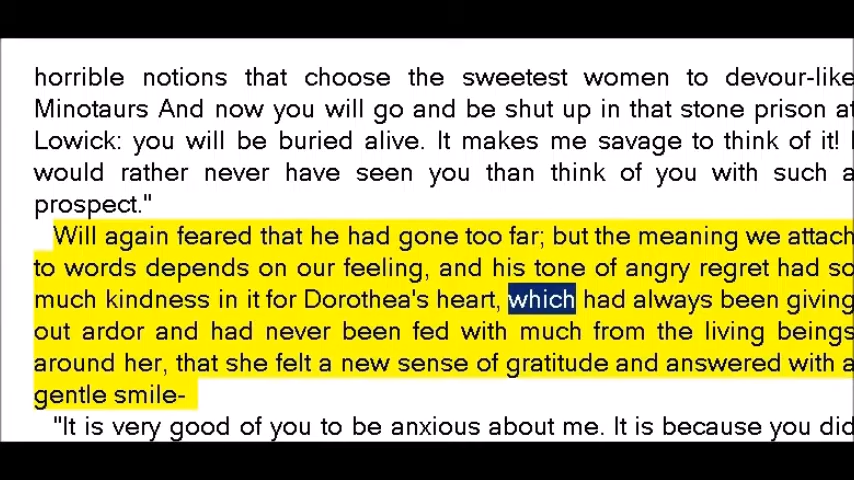 horrible notions that choose the sweetest women to devour-like
Minotaurs And now you will go and be shut up in that stone prison at
Lowick: you will be buried alive. It makes me savage to think of it! I
would rather never have seen you than think of you with such a
prospect."
Will again feared that he had gone too far; but the meaning we attach
to words depends on our feeling, and his tone of angry regret had so
much kindness in it for Dorothea's heart, which had always been giving
out ardor and had never been fed with much from the living beings
around her, that she felt a new sense of gratitude and answered with a
gentle smile-
"It is very good of you to be anxious about me. It is because you did